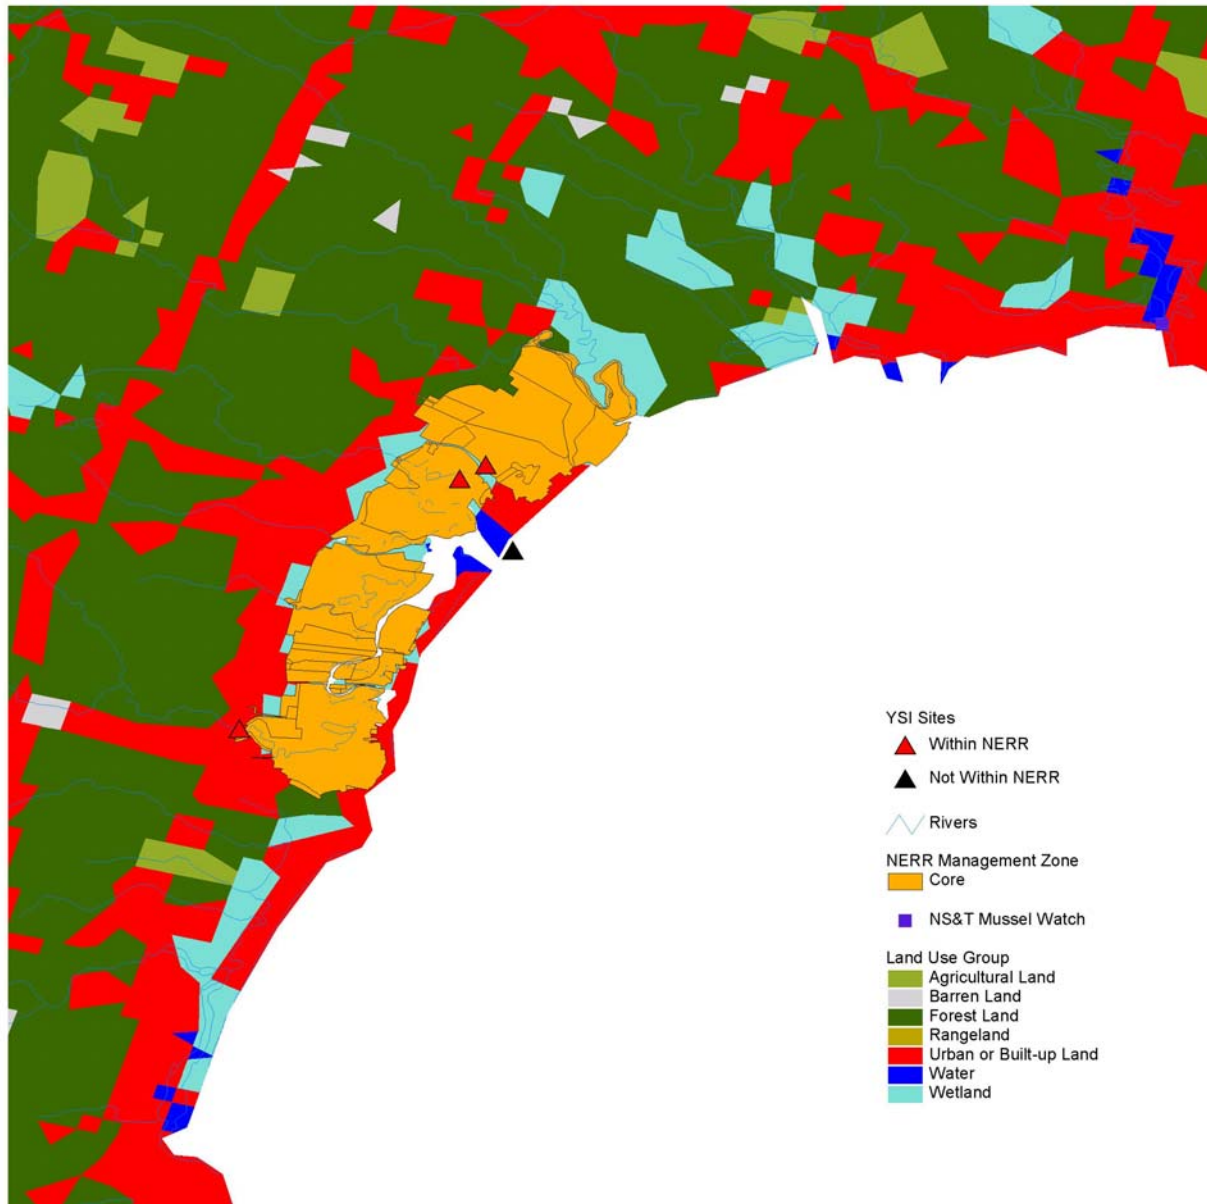 YSI Sites
Within NERR
Not Within NERR
Rivers
NERR Management Zone
Core
NS&T Mussel Watch
Land Use Group
Agricultural Land
Barren Land
Forest Land
Rangeland
Urban or Built-up Land
Water
Wetland